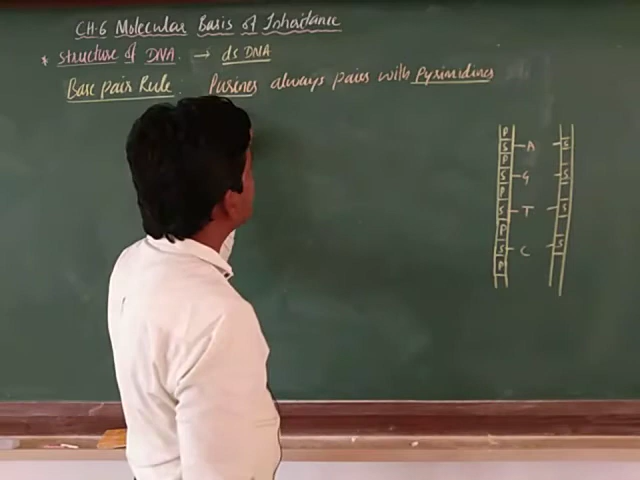 CH-6 Molecular Basis of Inheritance
* Structure of DNA → ds DNA
Base pair Rule. Purines always pairs with Pyrimidines
P
S A S
P
S G S
P
S T S
P
S C S
P